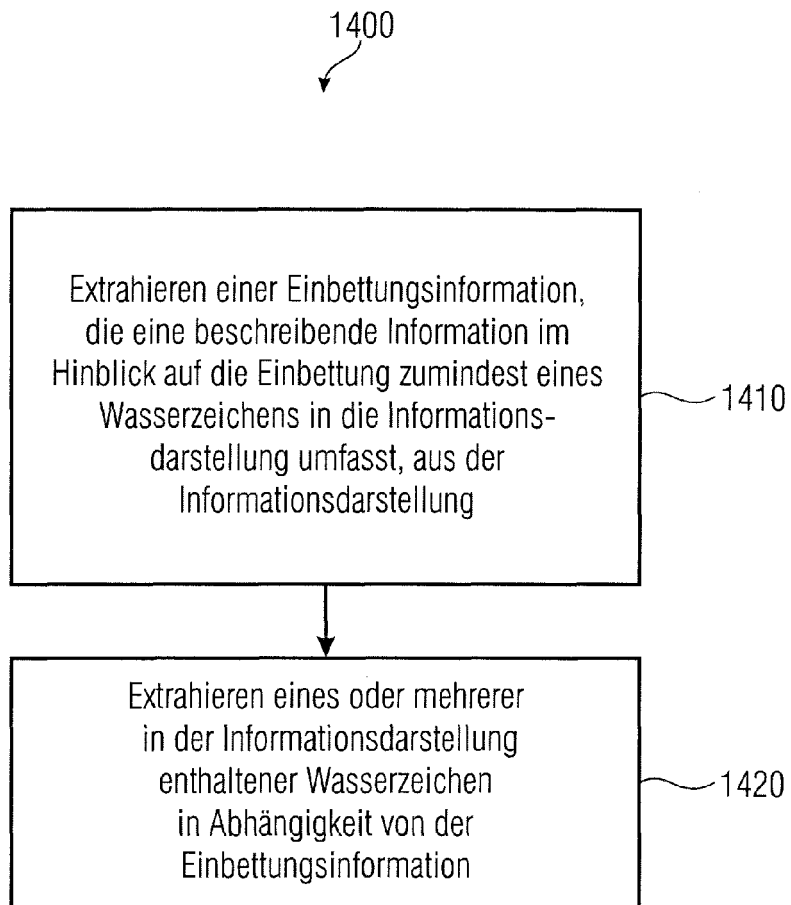 1400
Extrahieren einer Einbettungsinformation,
die eine beschreibende Information im
Hinblick auf die Einbettung zumindest eines
Wasserzeichens in die Informations-
darstellung umfasst, aus der
Informationsdarstellung
1410
Extrahieren eines oder mehrerer
in der Informationsdarstellung
enthaltener Wasserzeichen
in Abhängigkeit von der
Einbettungsinformation
1420